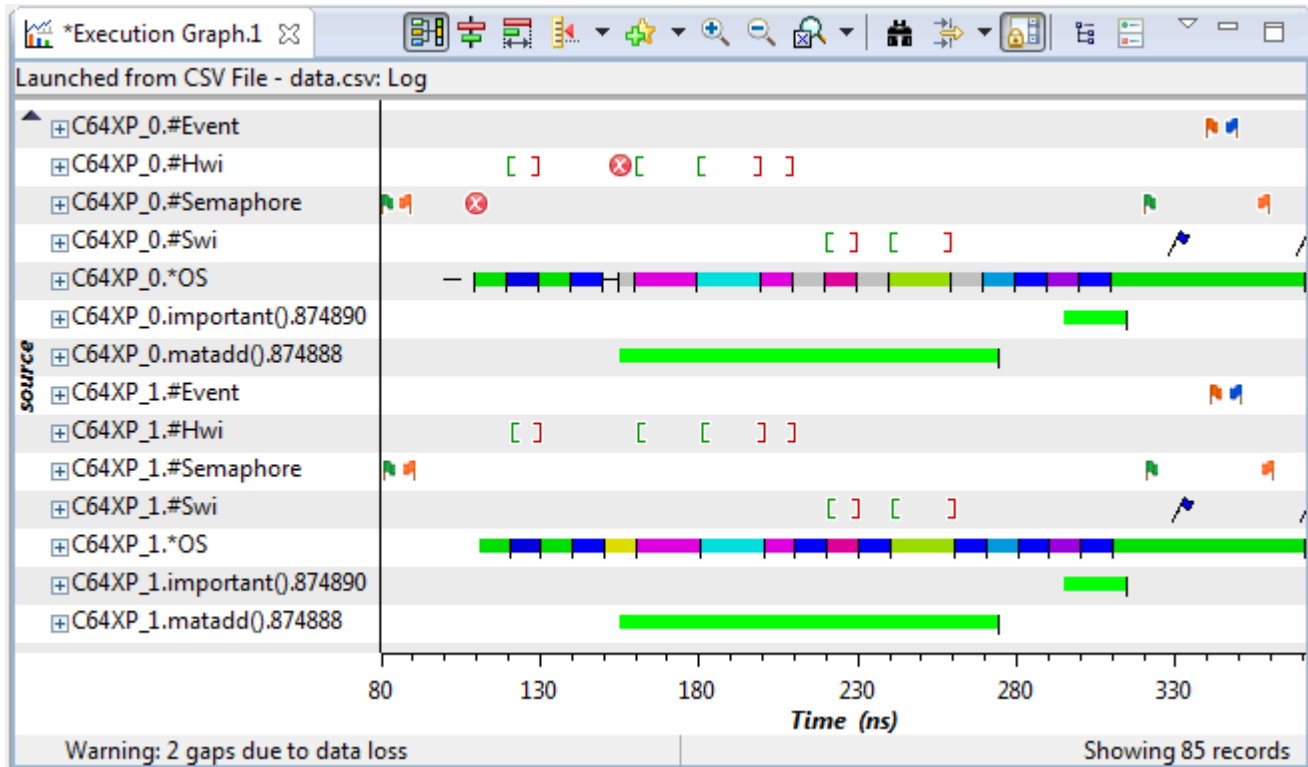 *Execution Graph.1
Launched from CSV File - data.csv: Log
C64XP_0.#Event
C64XP_0.#Hwi
C64XP_0.#Semaphore
C64XP_0.#Swi
C64XP_0.*OS
C64XP_0.important().874890
C64XP_0.matadd().874888
source
C64XP_1.#Event
C64XP_1.#Hwi
C64XP_1.#Semaphore
C64XP_1.#Swi
C64XP_1.*OS
C64XP_1.important().874890
C64XP_1.matadd().874888
80 130 180 230 280 330
Time (ns)
Warning: 2 gaps due to data loss Showing 85 records